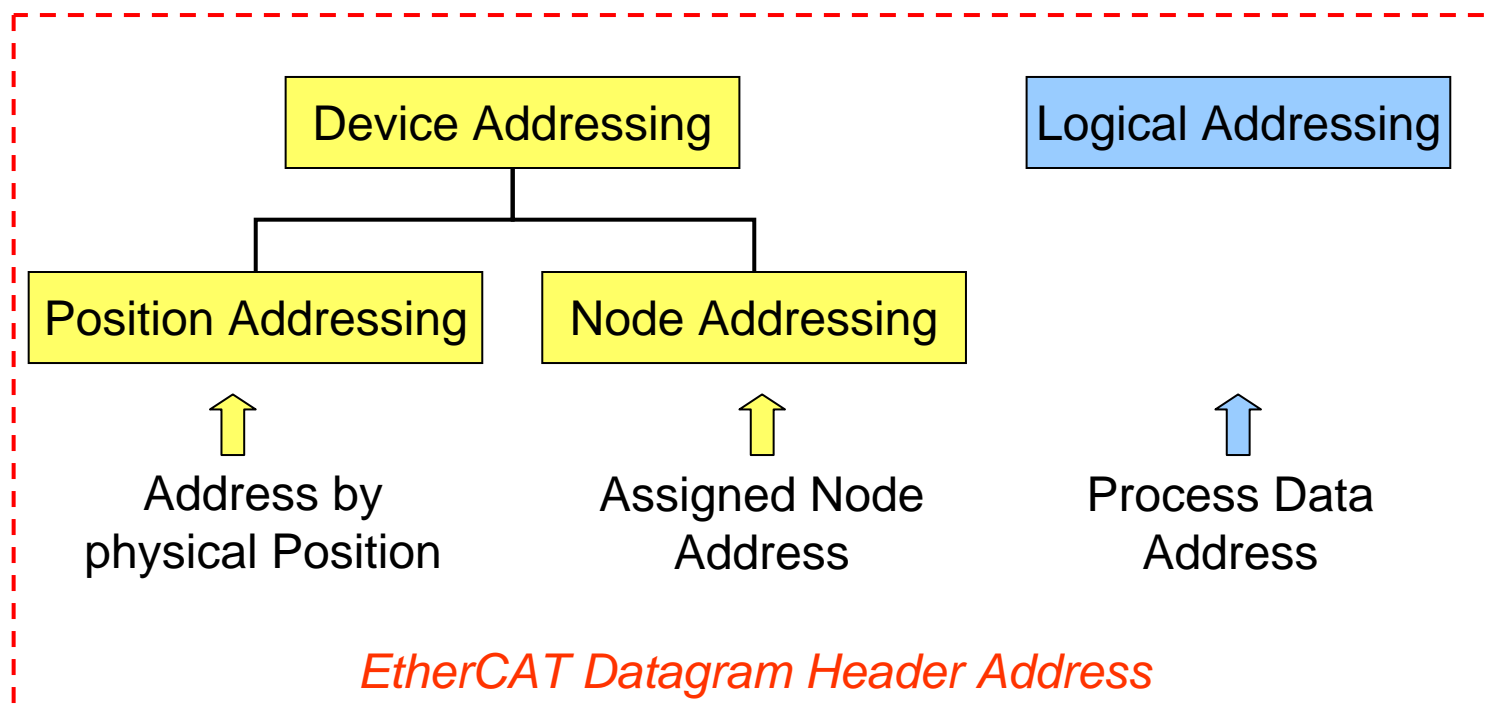 Device Addressing
Logical Addressing
Position Addressing
Node Addressing
Address by
physical Position
Assigned Node
Address
Process Data
Address
EtherCAT Datagram Header Address